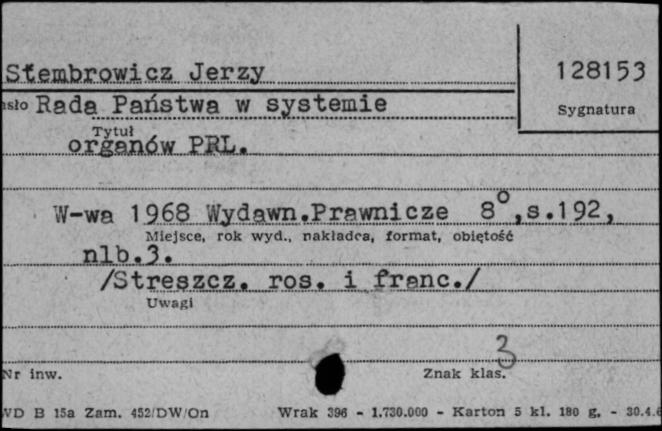 Stembrowicz Jerzy
128153
Sygnatura
Rada Państwa w systemie
Tytuł
organów PRL.
W-wa 1968 Wydawn.Prawnicze 8°,s.192,
Miejsce, rok wyd., nakładca, format, objętość
nlb.3.
/Streszcz. ros. i franc./
Uwagi
3
Nr inw.
Znak klas.
WD B 15a Zam. 452/DW/On Wrak 396 - 1.730.000 - Karton 5 kl. 180 g. - 30.4.